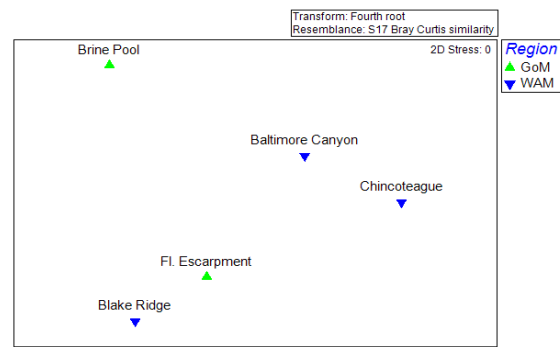 Transform: Fourth root
Resemblance: S17 Bray Curtis similarity
2D Stress: 0
Region
GoM
WAM
Brine Pool
Baltimore Canyon
Chincoteague
Fl. Escarpment
Blake Ridge